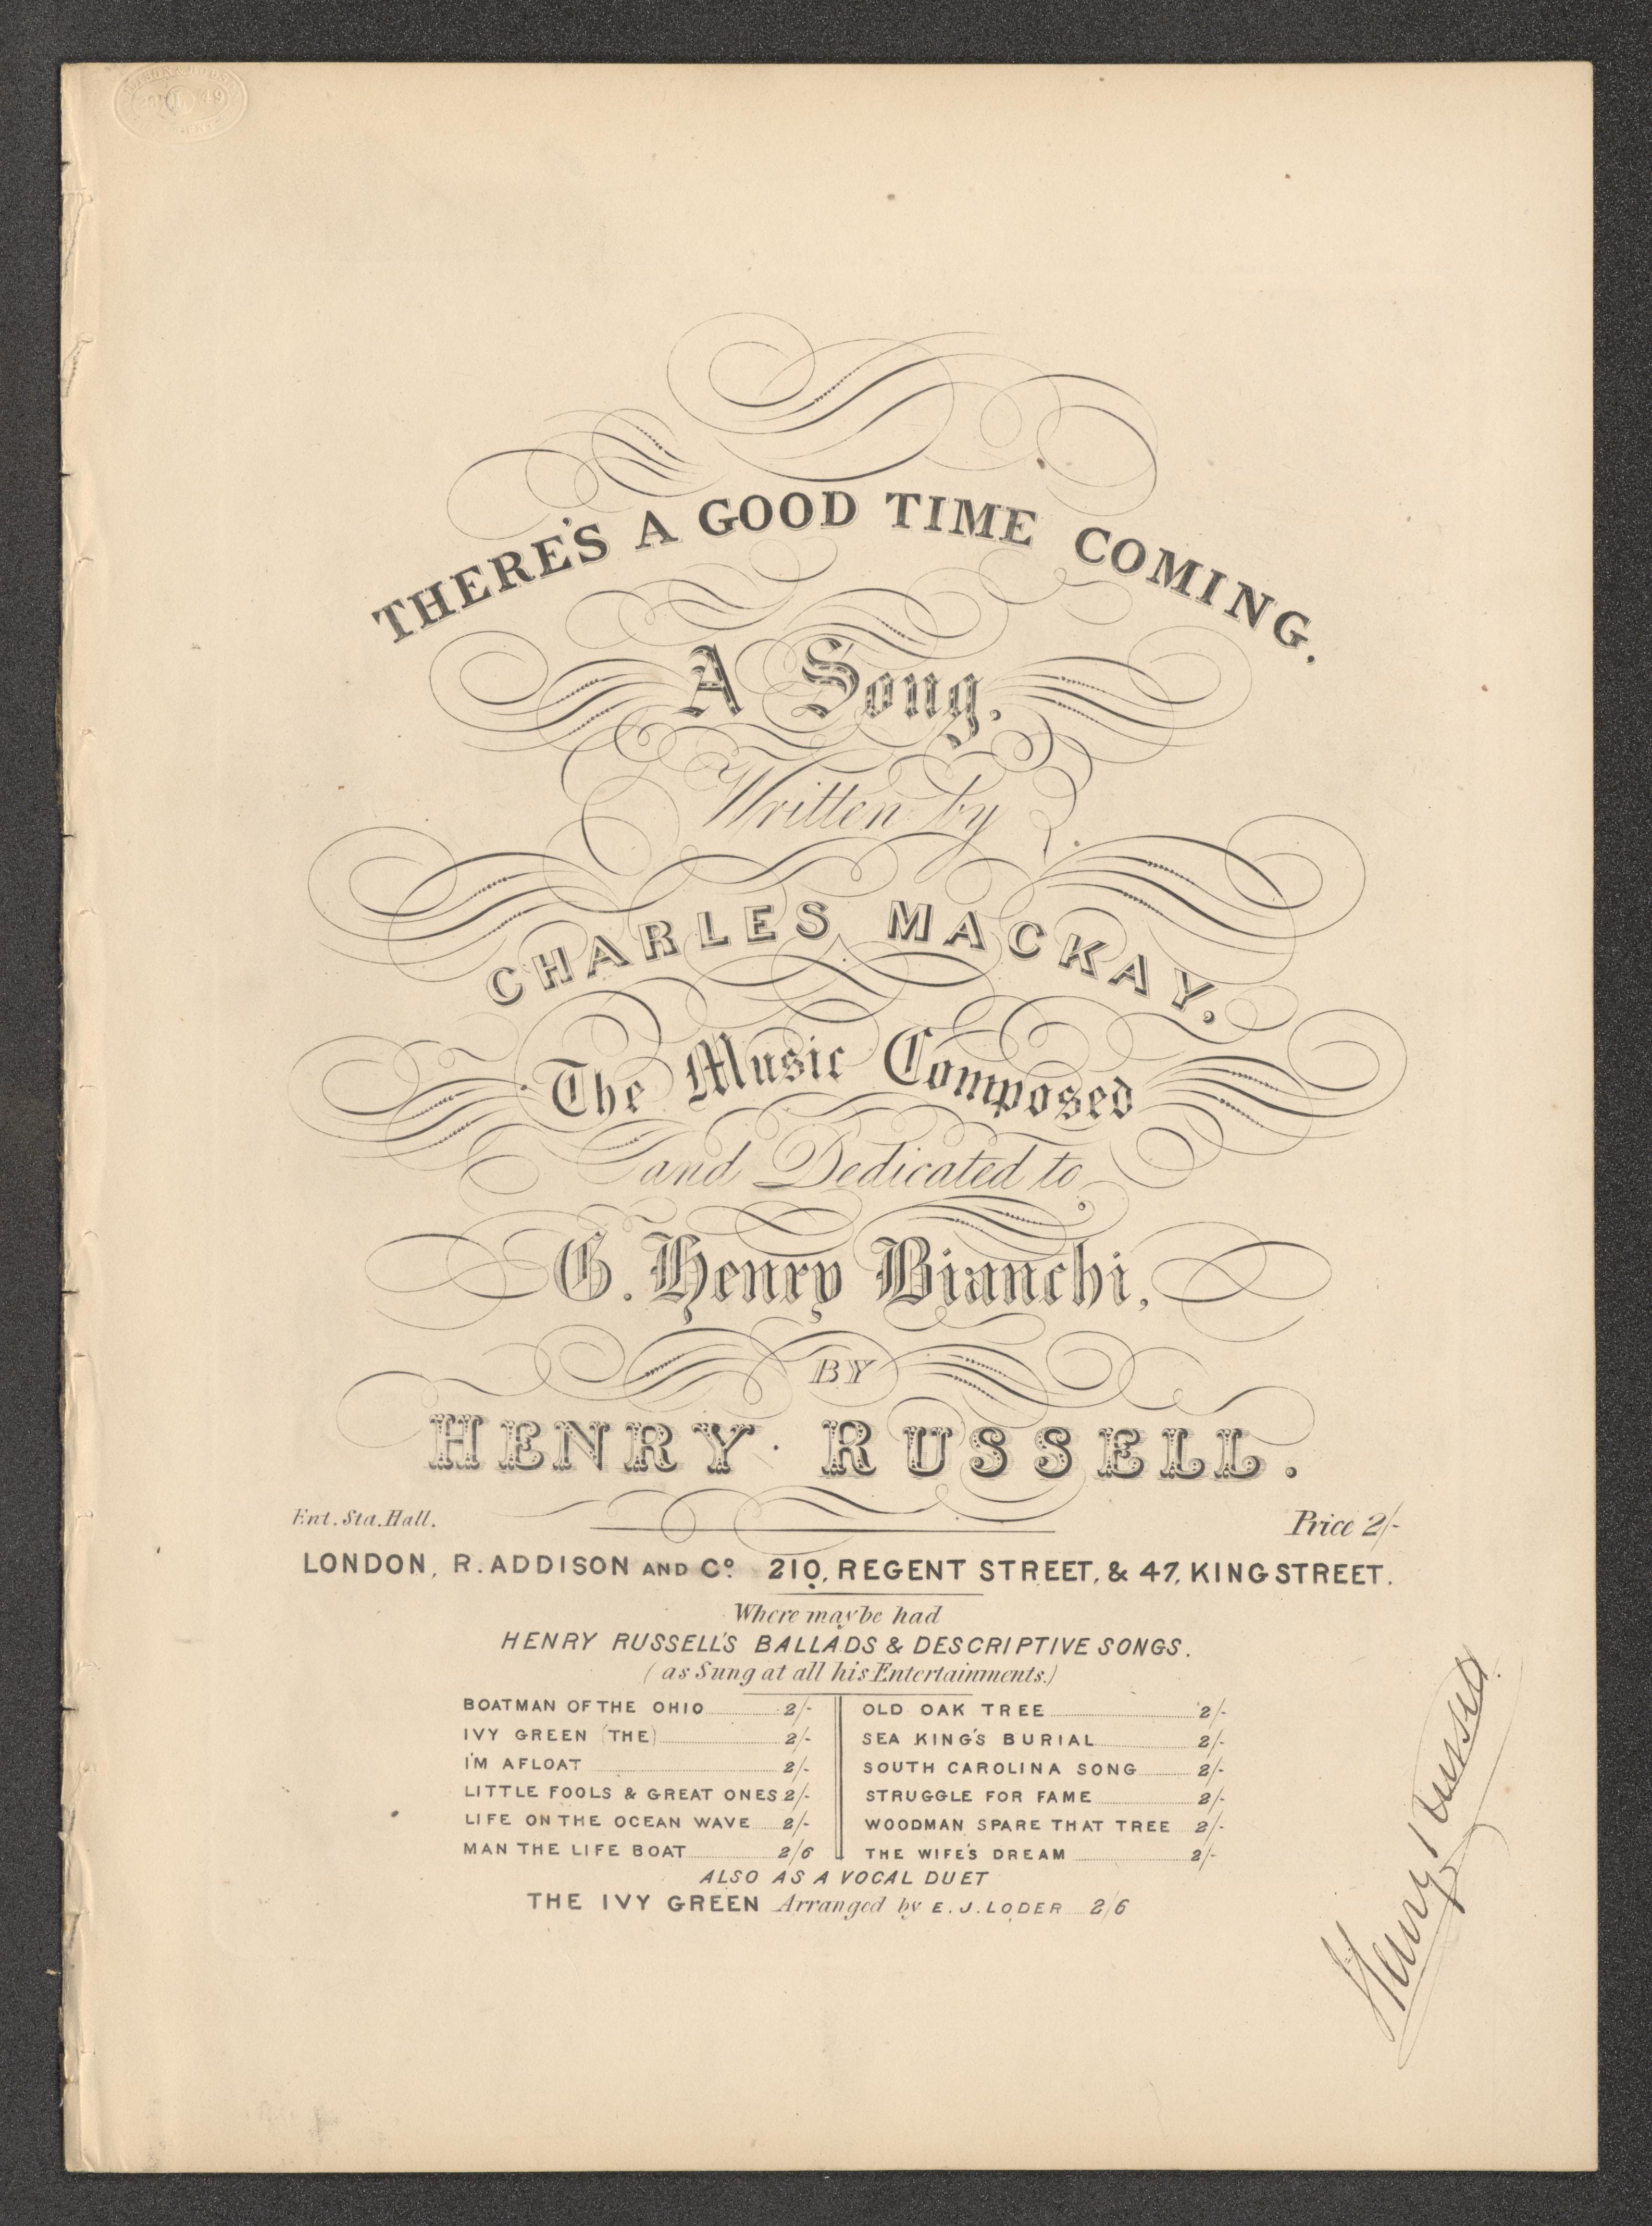 THERE'S A GOOD TIME COMING.
A Song,
Written by
CHARLES MACKAY,
The Music Composed
and Dedicated to
G. Henry Bianchi,
BY
HENRY RUSSELL.
Ent. Sta. Hall.
Price 2/-
LONDON, R. ADDISON AND Cº. 210, REGENT STREET, & 47, KING STREET.
Where may be had
HENRY RUSSELL'S BALLADS & DESCRIPTIVE SONGS.
(as Sung at all his Entertainments.)
BOATMAN OF THE OHIO 2/-
IVY GREEN (THE) 2/-
I'M AFLOAT 2/-
LITTLE FOOLS & GREAT ONES 2/-
LIFE ON THE OCEAN WAVE 2/-
MAN THE LIFE BOAT 2/6
OLD OAK TREE 2/-
SEA KING'S BURIAL 2/-
SOUTH CAROLINA SONG 2/-
STRUGGLE FOR FAME 2/-
WOODMAN SPARE THAT TREE 2/-
THE WIFE'S DREAM 2/-
ALSO AS A VOCAL DUET
THE IVY GREEN Arranged by E. J. LODER 2/6
Henry Russell